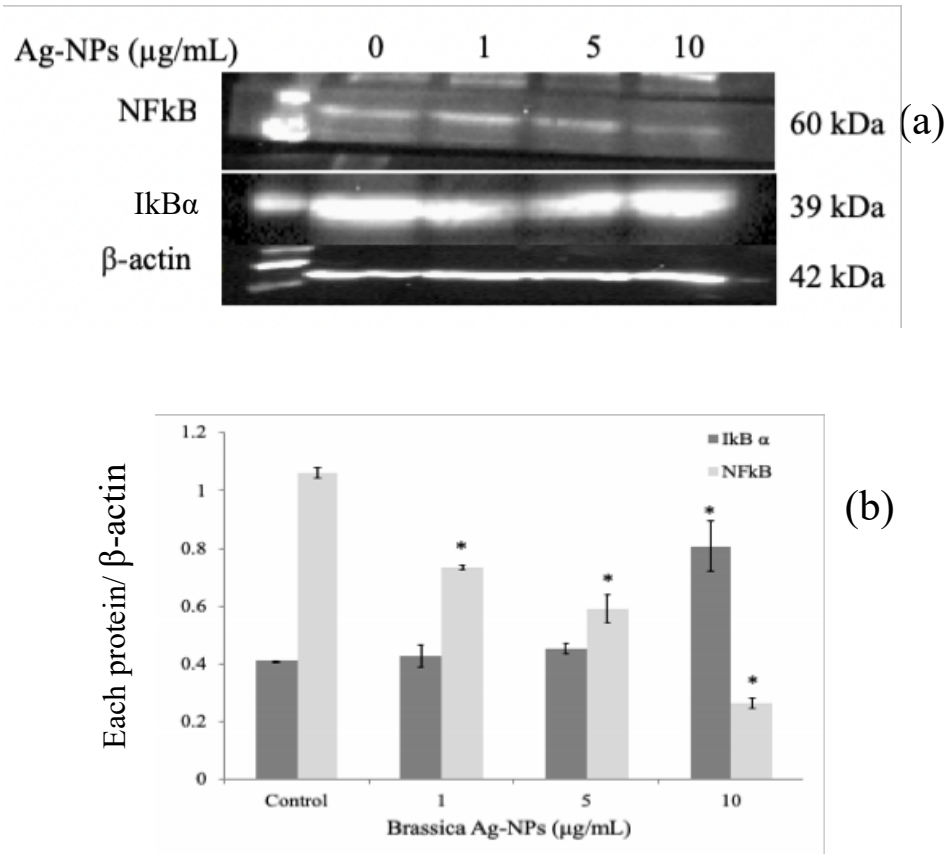 Ag-NPs (µg/mL) 0 1 5 10
NFkB 60 kDa (a)
IkBα 39 kDa
β-actin 42 kDa
1.2
1
0.8
0.6
0.4
0.2
0
Each protein/ β-actin
IkB α
NFkB
*
*
*
*
(b)
Control 1 5 10
Brassica Ag-NPs (µg/mL)